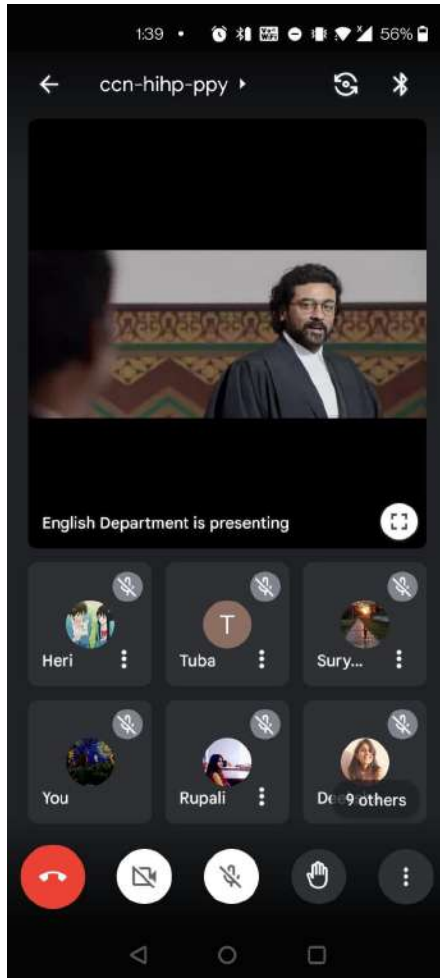 1:39 • 56%
ccn-hihp-ppy
English Department is presenting
Heri
T
Tuba
Sury...
You
Rupali
9 others